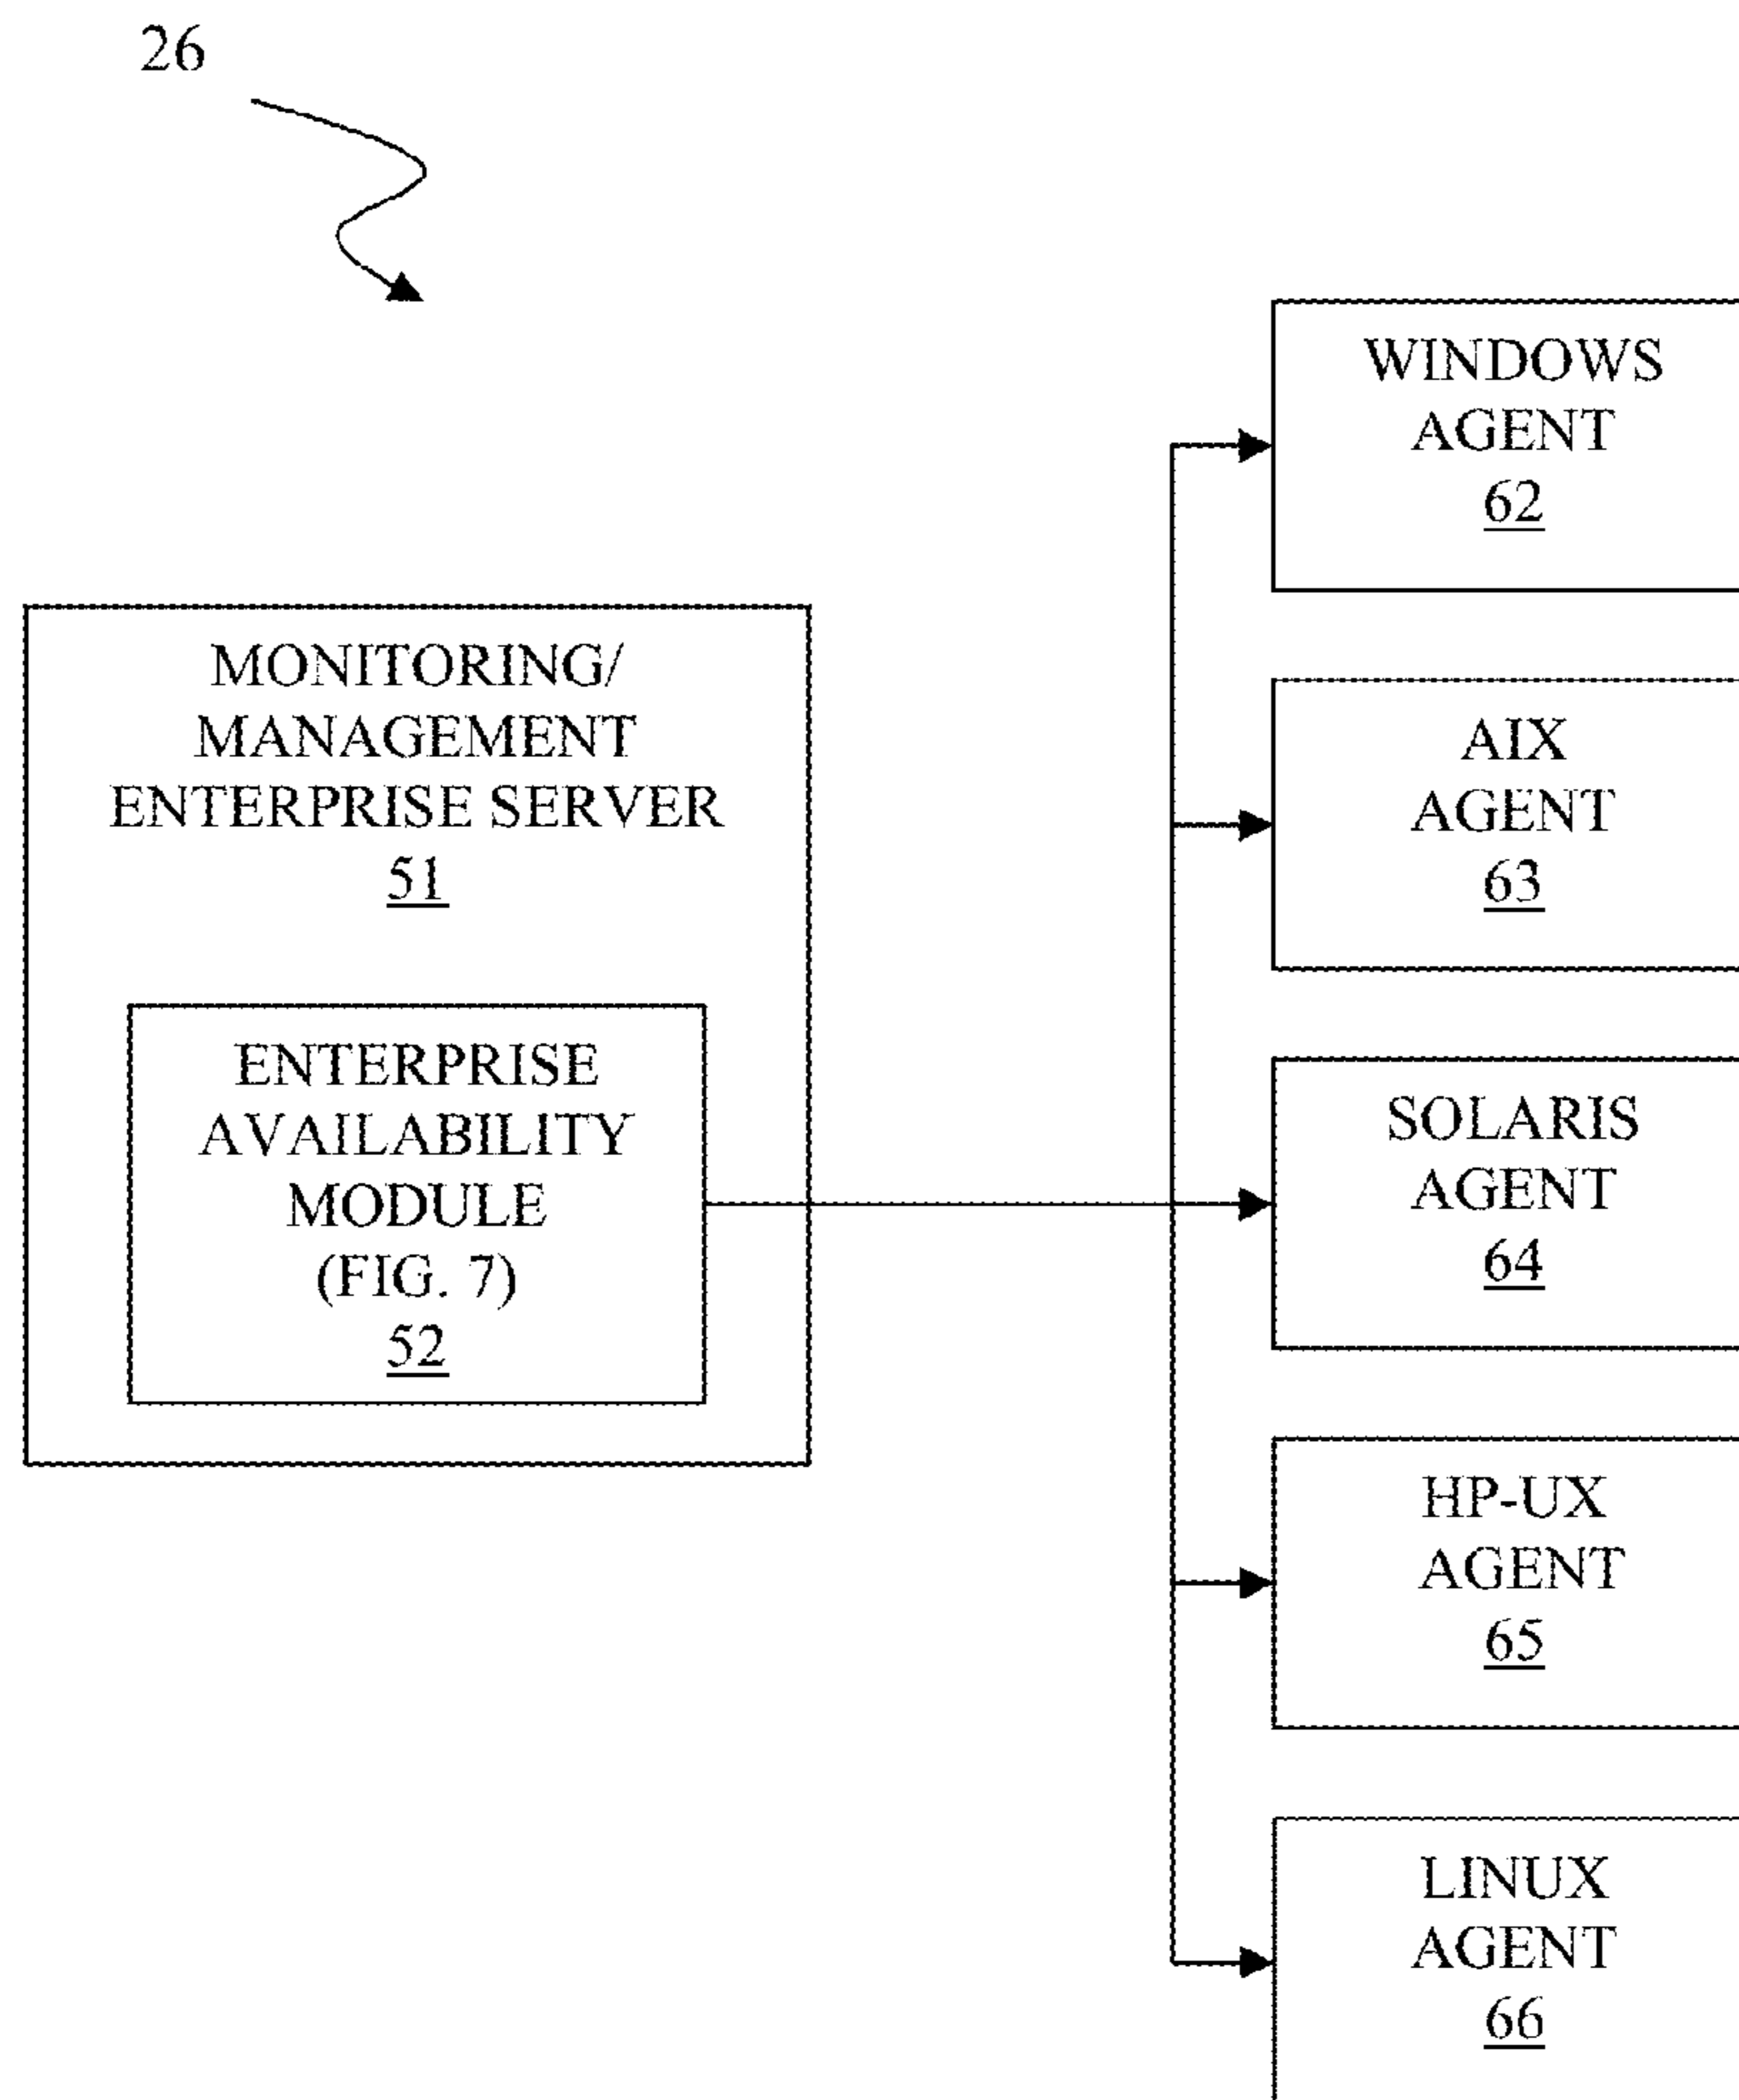 26
WINDOWS
AGENT
62
MONITORING/
MANAGEMENT
ENTERPRISE SERVER
51
AIX
AGENT
63
ENTERPRISE
AVAILABILITY
MODULE
(FIG. 7)
52
SOLARIS
AGENT
64
HP-UX
AGENT
65
LINUX
AGENT
66